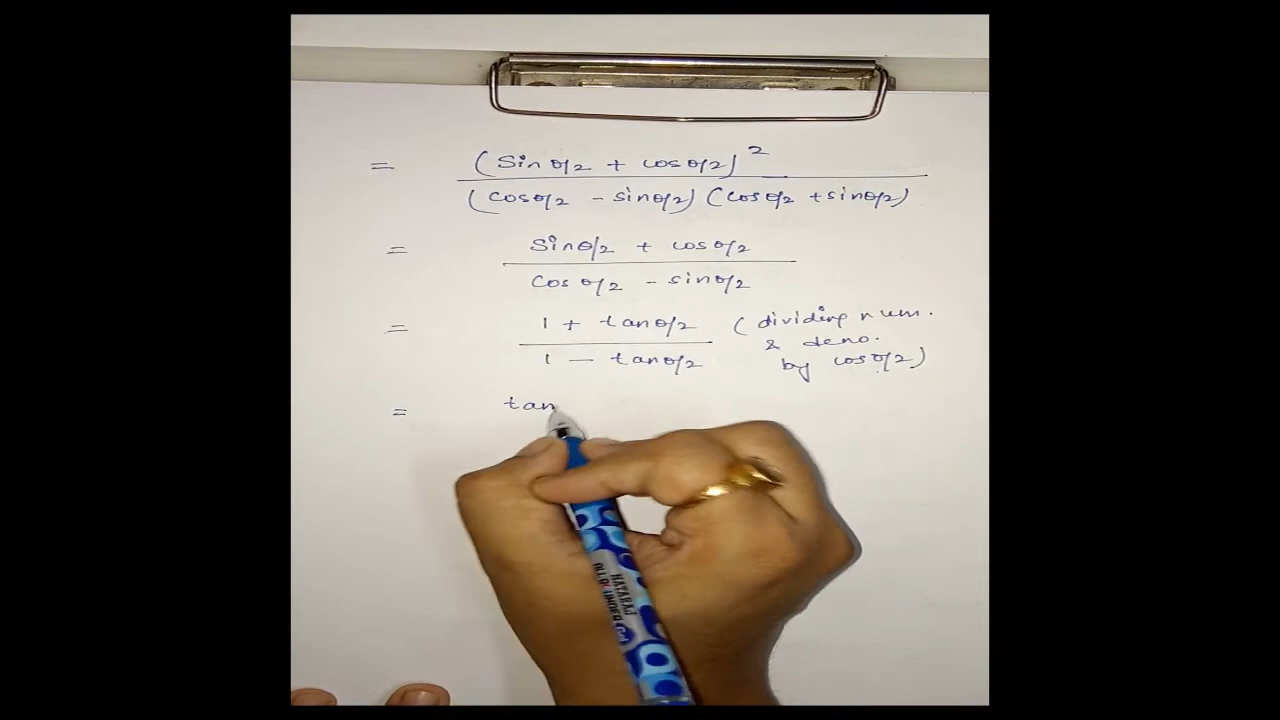 = (Sin θ/2 + cos θ/2)²
(cos θ/2 - sin θ/2) (cos θ/2 + sin θ/2)
= Sin θ/2 + cos θ/2
Cos θ/2 - sin θ/2
= 1 + tan θ/2 (dividing num.
1 - tan θ/2 & deno.
by cos θ/2)
= tan
NATARAJ